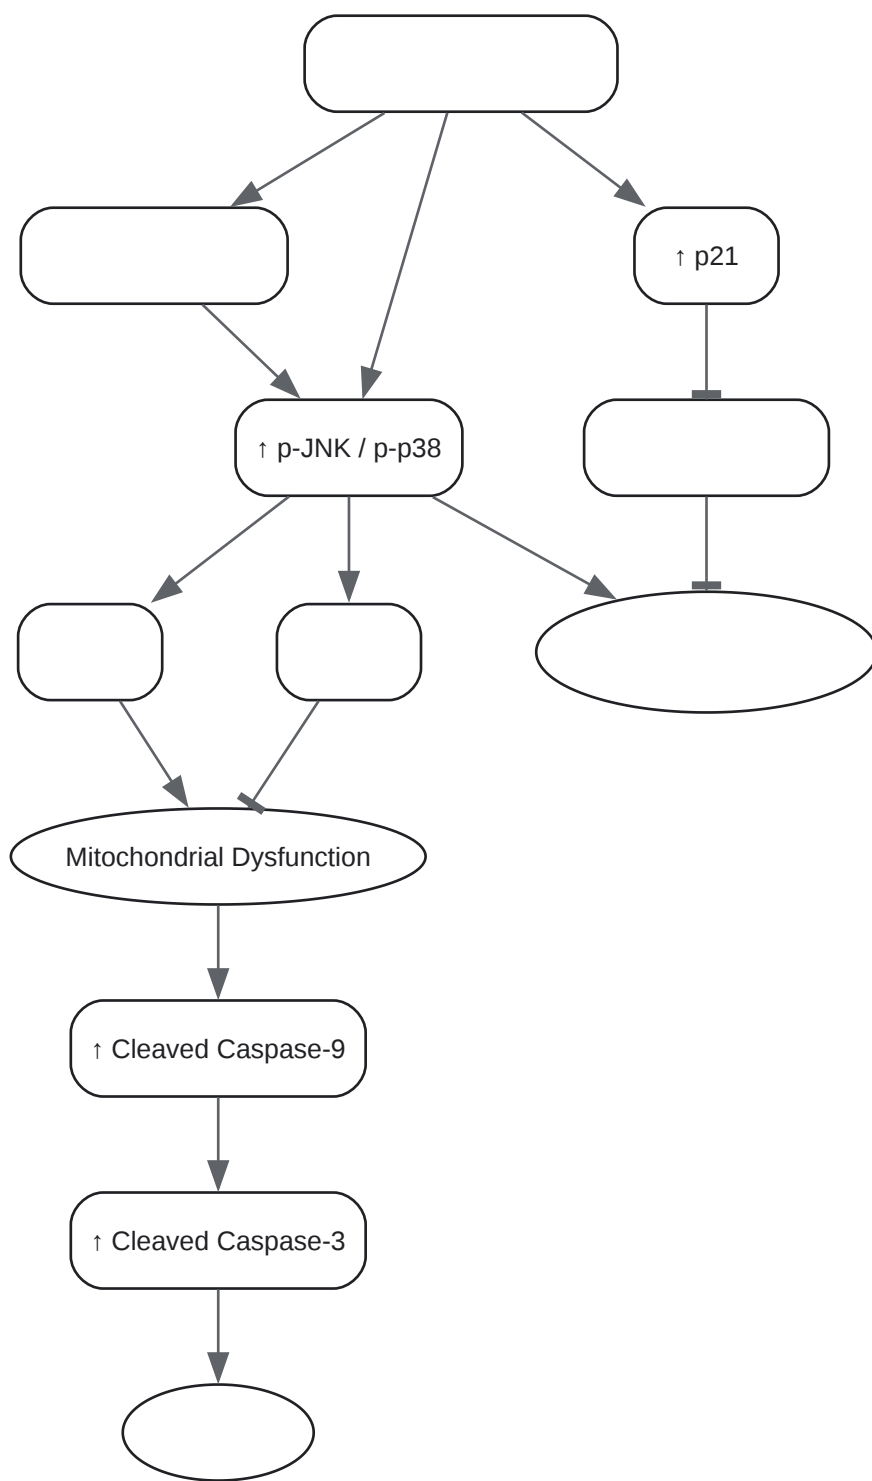 ↑ p21
↑ p-JNK / p-p38
Mitochondrial Dysfunction
↑ Cleaved Caspase-9
↑ Cleaved Caspase-3